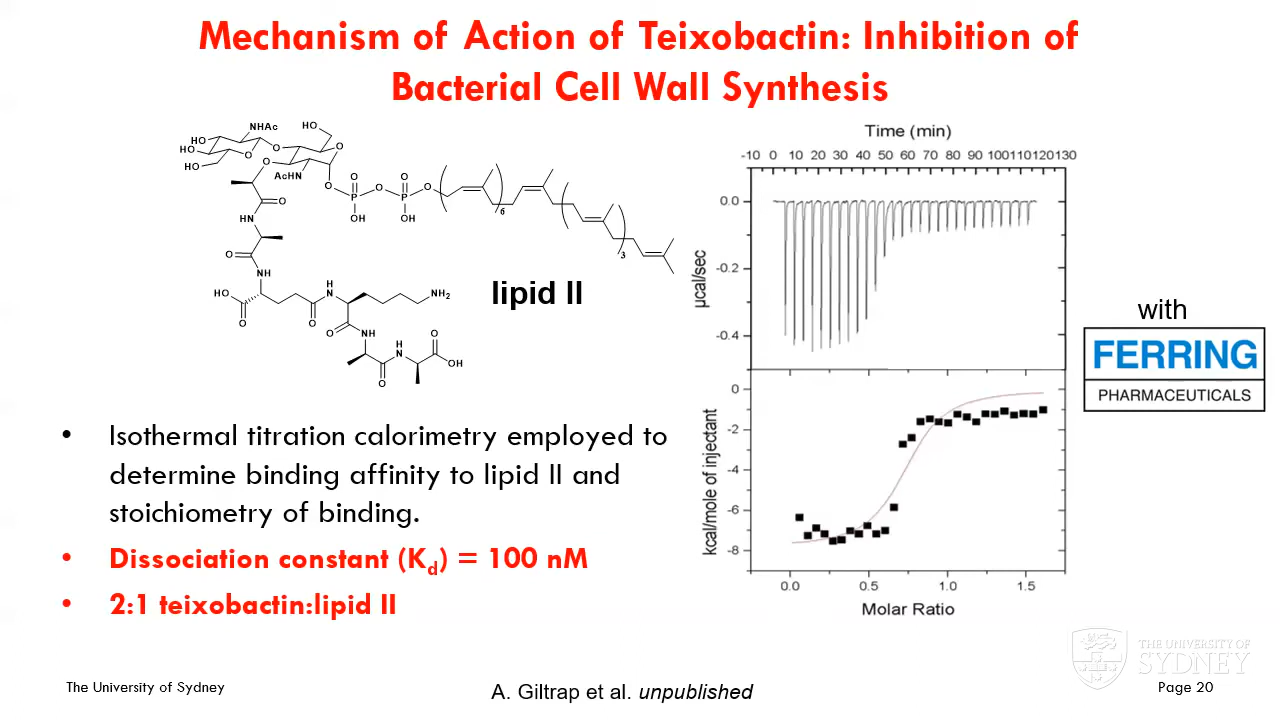 Mechanism of Action of Teixobactin: Inhibition of
Bacterial Cell Wall Synthesis
HO
HO
HO
NHAc
O
O
HO
O
O
AcHN
O
O
P
OH
O
O
P
OH
O
6
3
O
HN
O
NH
HO
O
O
H
N
NH₂
O
NH
O
H
N
O
OH
lipid II
Time (min)
-10 0 10 20 30 40 50 60 70 80 90 100 110 120 130
0.0
-0.2
-0.4
µcal/sec
0
-2
-4
-6
-8
kcal/mole of injectant
0.0 0.5 1.0 1.5
Molar Ratio
with
FERRING
PHARMACEUTICALS
• Isothermal titration calorimetry employed to
determine binding affinity to lipid II and
stoichiometry of binding.
• Dissociation constant (Kd) = 100 nM
• 2:1 teixobactin:lipid II
THE UNIVERSITY OF
SYDNEY
The University of Sydney
A. Giltrap et al. unpublished
Page 20